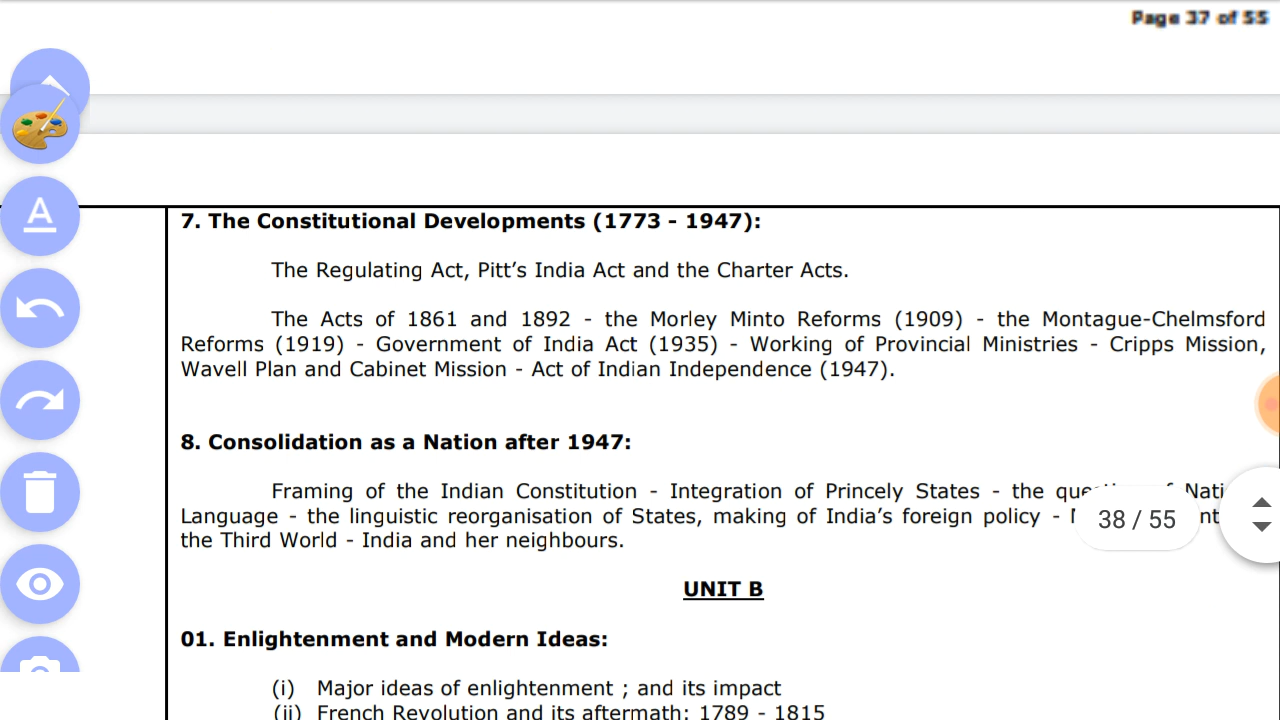 Page 37 of 55
7. The Constitutional Developments (1773 - 1947):
The Regulating Act, Pitt's India Act and the Charter Acts.
The Acts of 1861 and 1892 - the Morley Minto Reforms (1909) - the Montague-Chelmsford
Reforms (1919) - Government of India Act (1935) - Working of Provincial Ministries - Cripps Mission,
Wavell Plan and Cabinet Mission - Act of Indian Independence (1947).
8. Consolidation as a Nation after 1947:
Framing of the Indian Constitution - Integration of Princely States - the
Language - the linguistic reorganisation of States, making of India's foreign policy -
38 / 55
the Third World - India and her neighbours.
UNIT B
01. Enlightenment and Modern Ideas:
(i) Major ideas of enlightenment ; and its impact
(ii) French Revolution and its aftermath: 1789 - 1815
A